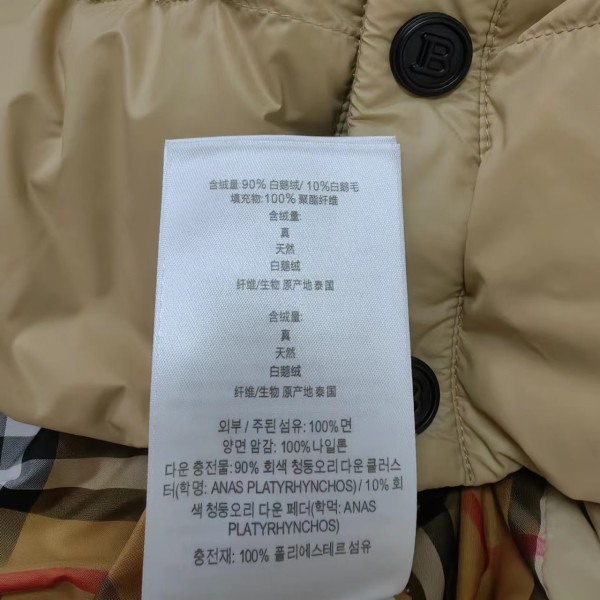 B
含绒量:90% 白鹅绒/ 10%白鹅毛
填充物:100% 聚酯纤维
含绒量:
真
天然
白鹅绒
纤维/生物 原产地泰国
含绒量:
真
天然
白鹅绒
纤维/生物 原产地泰国
외부 / 주된 섬유: 100% 면
양면 암감: 100%나일론
다운 충전물: 90% 회색 청둥오리 다운 클러스
터(학명: ANAS PLATYRHYNCHOS) / 10% 회
색 청둥오리 다운 페더(학먹: ANAS
PLATYRHYNCHOS)
충전재: 100% 폴리에스테르 섬유